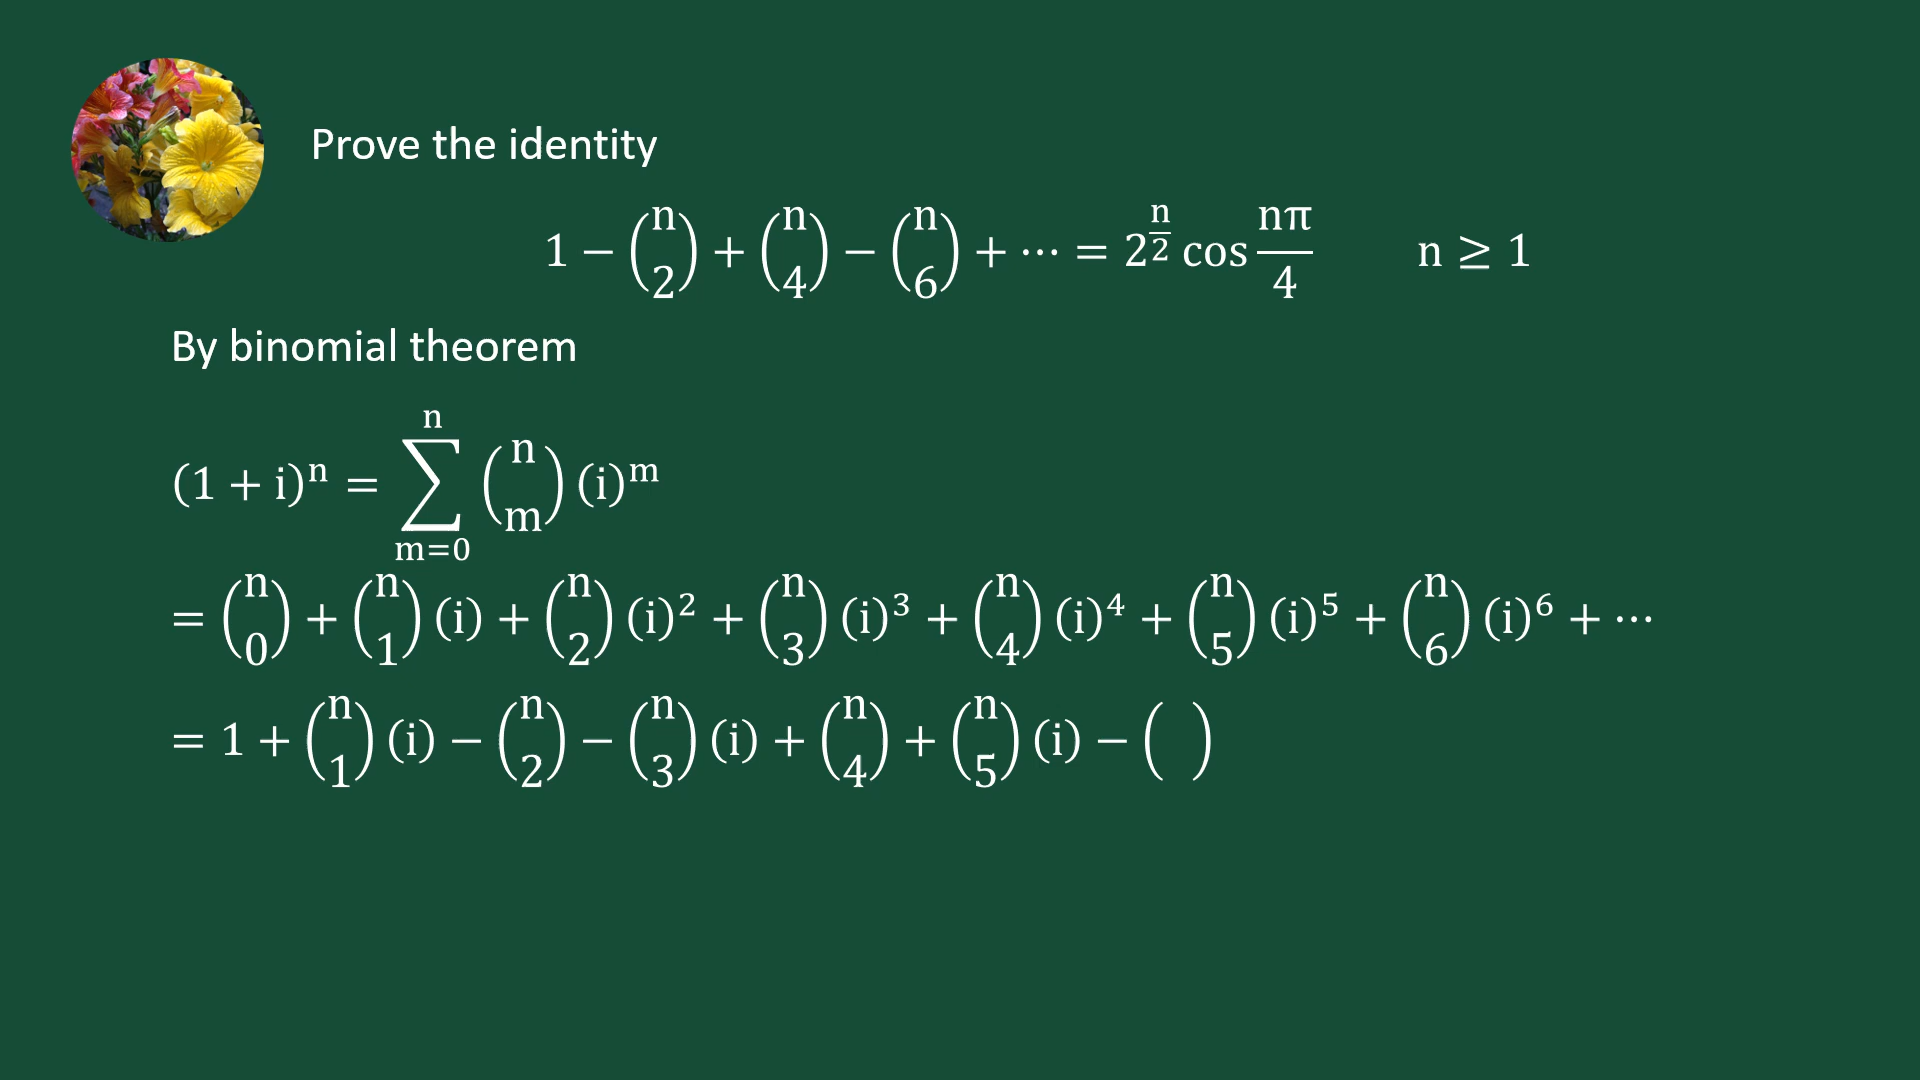 Prove the identity
1 − (n 2) + (n 4) − (n 6) + ⋯ = 2^(n/2) cos nπ/4 n ≥ 1
By binomial theorem
(1 + i)^n = ∑_{m=0}^{n} (n m) (i)^m
= (n 0) + (n 1) (i) + (n 2) (i)^2 + (n 3) (i)^3 + (n 4) (i)^4 + (n 5) (i)^5 + (n 6) (i)^6 + ⋯
= 1 + (n 1) (i) − (n 2) − (n 3) (i) + (n 4) + (n 5) (i) − ( )